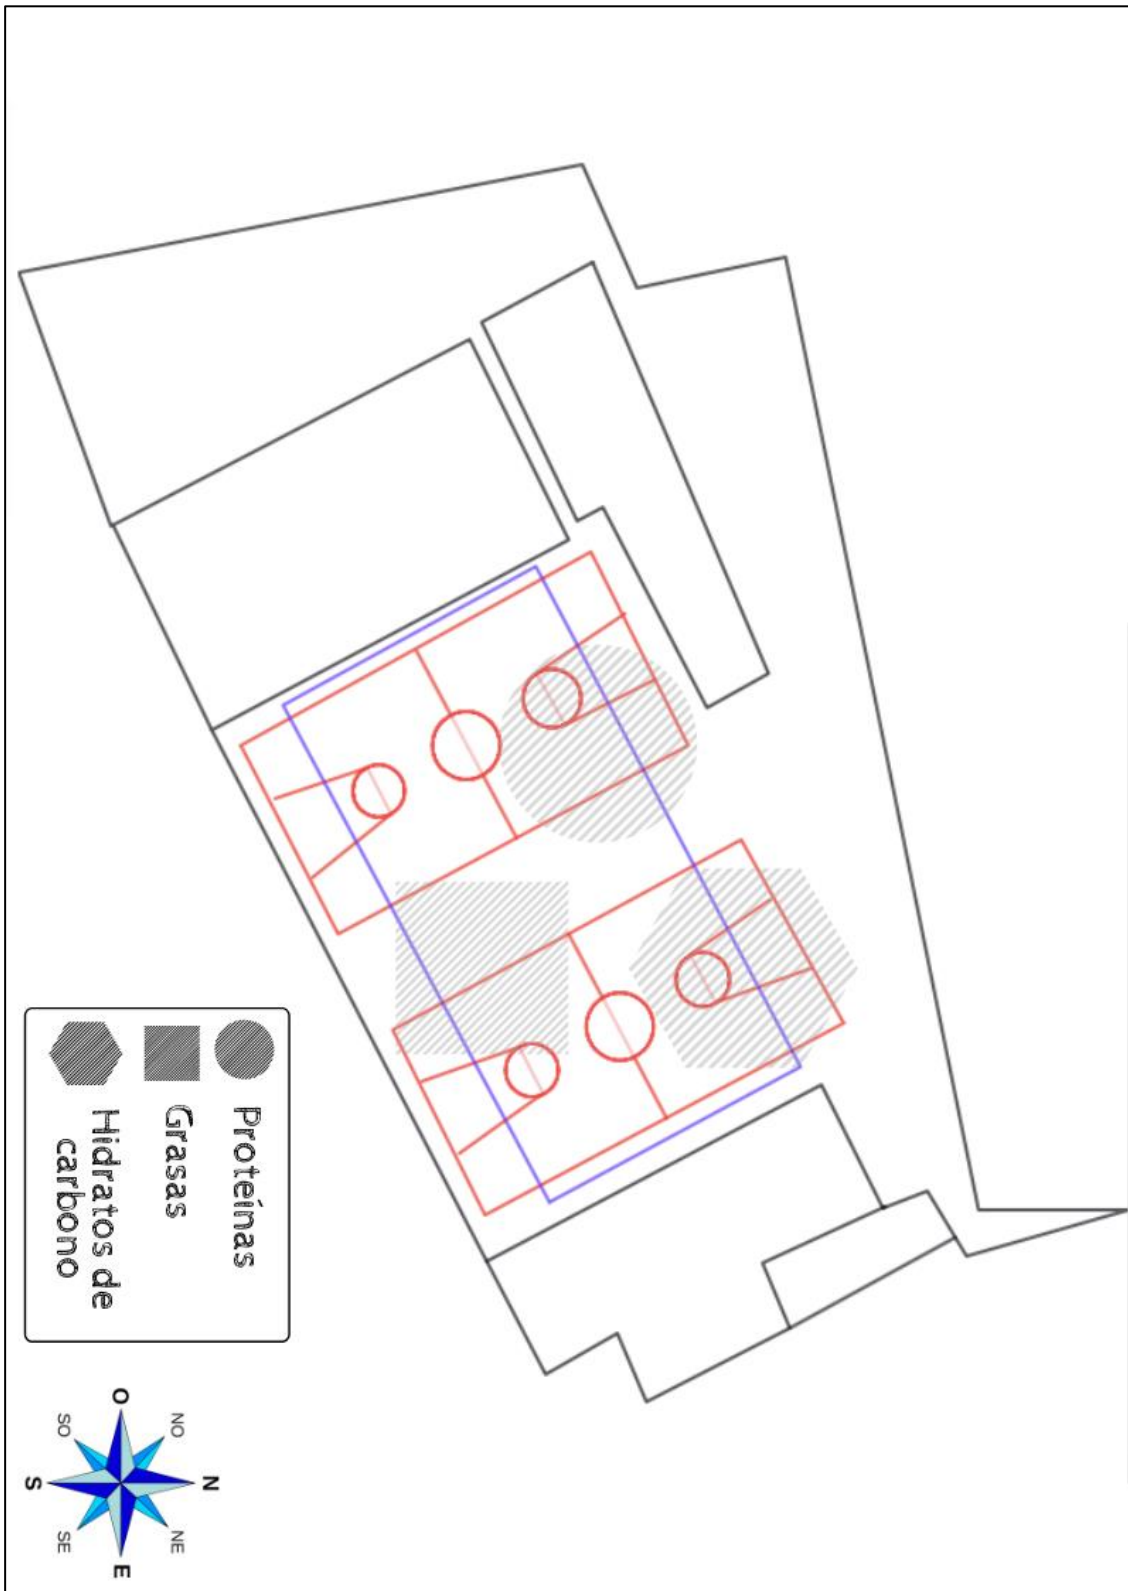 Proteínas
Grasas
Hidratos de
carbono
N
NO
NE
O
E
SO
SE
S